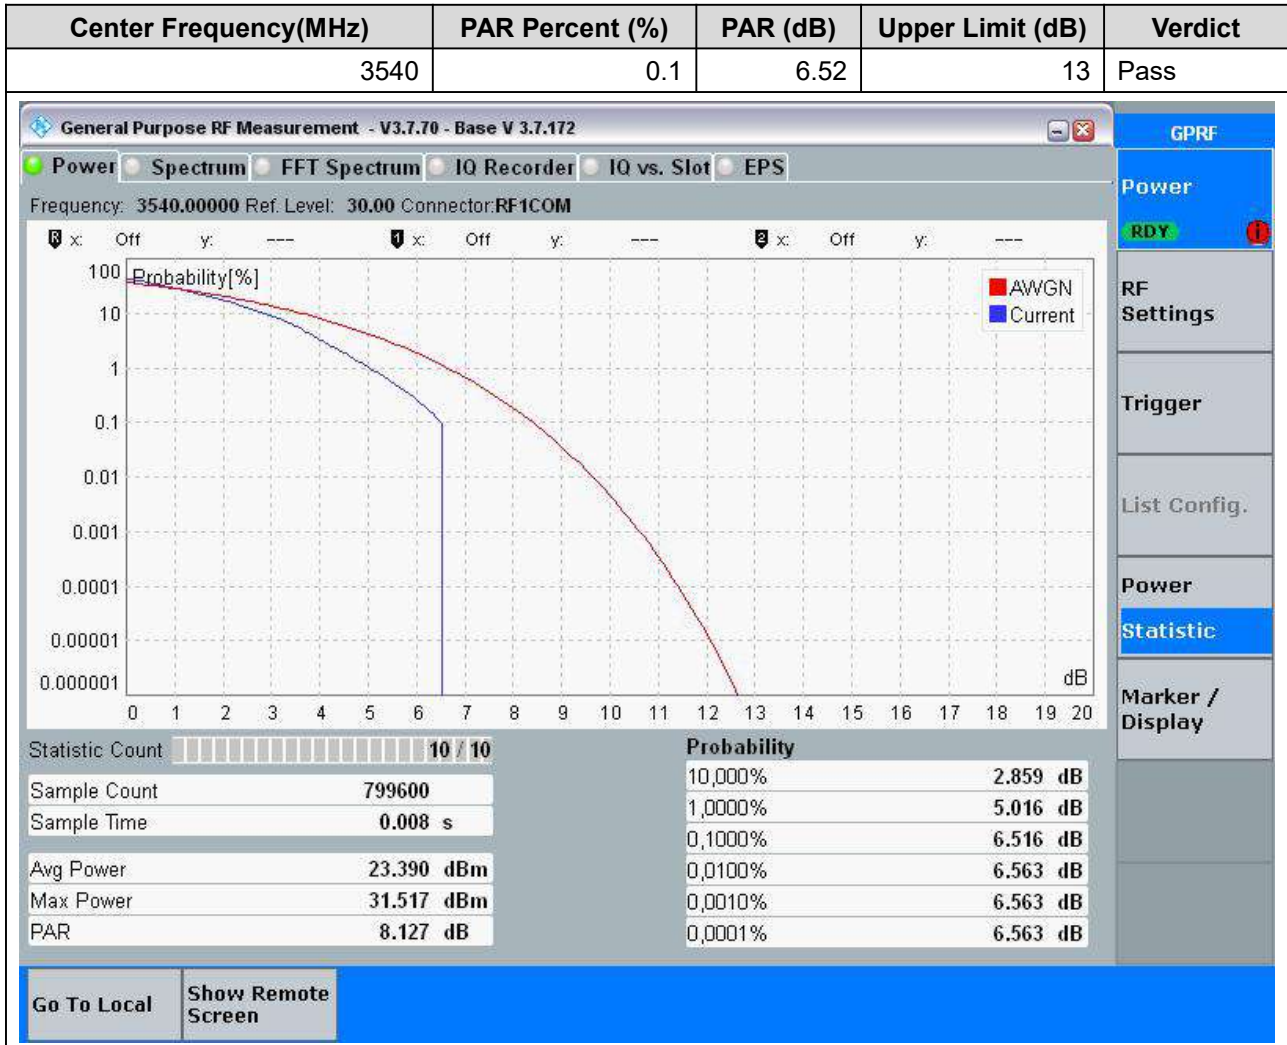 Center Frequency(MHz) PAR Percent (%) PAR (dB) Upper Limit (dB) Verdict
3540 0.1 6.52 13 Pass
General Purpose RF Measurement - V3.7.70 - Base V 3.7.172
GPRF
Power Spectrum FFT Spectrum IQ Recorder IQ vs. Slot EPS
Power
RDY i
Frequency: 3540.00000 Ref. Level: 30.00 Connector:RF1COM
R x: Off y: --- 1 x: Off y: --- 2 x: Off y: ---
Probability[%]
AWGN
Current
100
10
1
0.1
0.01
0.001
0.0001
0.00001
0.000001
dB
0 1 2 3 4 5 6 7 8 9 10 11 12 13 14 15 16 17 18 19 20
RF
Settings
Trigger
List Config.
Power
Statistic
Marker /
Display
Statistic Count 10 / 10
Sample Count 799600
Sample Time 0.008 s
Avg Power 23.390 dBm
Max Power 31.517 dBm
PAR 8.127 dB
Probability
10,000% 2.859 dB
1,0000% 5.016 dB
0,1000% 6.516 dB
0,0100% 6.563 dB
0,0010% 6.563 dB
0,0001% 6.563 dB
Go To Local
Show Remote
Screen